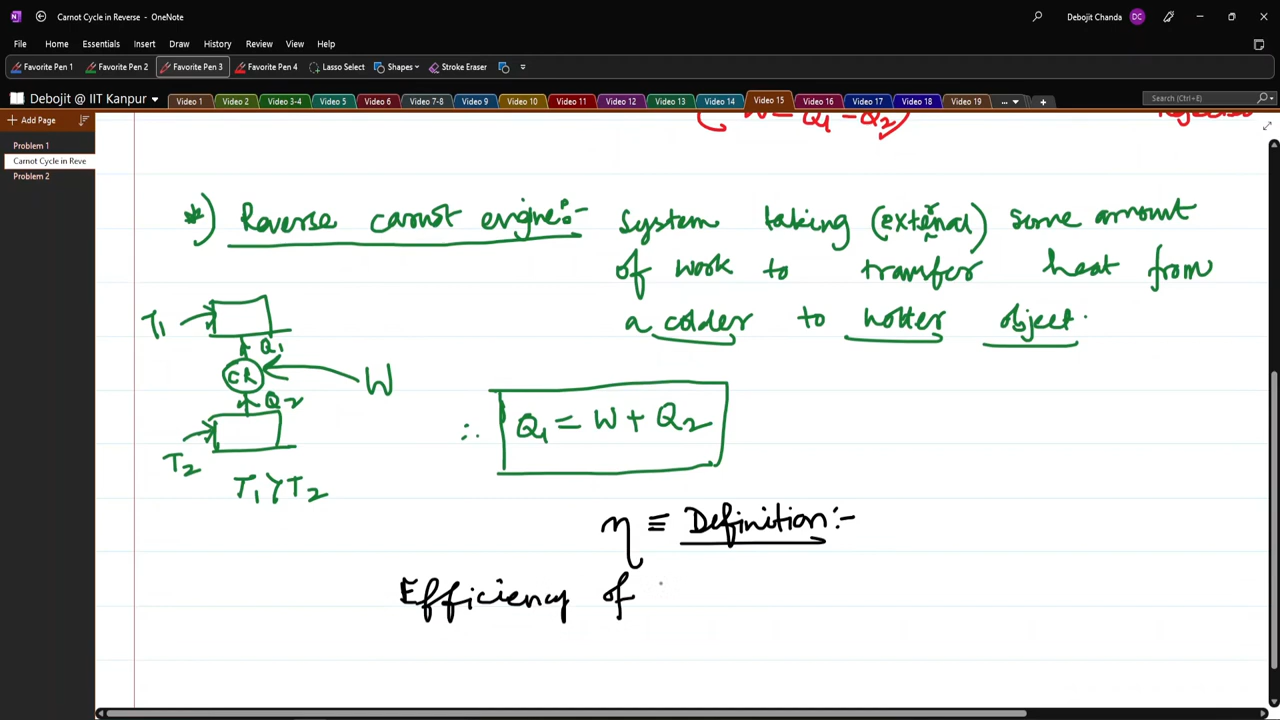 Carnot Cycle in Reverse - OneNote
Debojit Chanda DC
File Home Essentials Insert Draw History Review View Help
Favorite Pen 1 Favorite Pen 2 Favorite Pen 3 Favorite Pen 4 Lasso Select Shapes Stroke Eraser
Debojit @ IIT Kanpur
Video 1 Video 2 Video 3-4 Video 5 Video 6 Video 7-8 Video 9 Video 10 Video 11 Video 12 Video 13 Video 14 Video 15 Video 16 Video 17 Video 18 Video 19 ...
Search (Ctrl+E)
Add Page
Problem 1
Carnot Cycle in Reve
Problem 2
W = Q1 - Q2
Rejected
*) Reverse carnot engine:- System taking (external) some amount
of work to transfer heat from
a colder to hotter object.
T1
Q1
CR
W
Q2
T2
T1 > T2
∴ Q1 = W + Q2
η ≡ Definition:-
Efficiency of